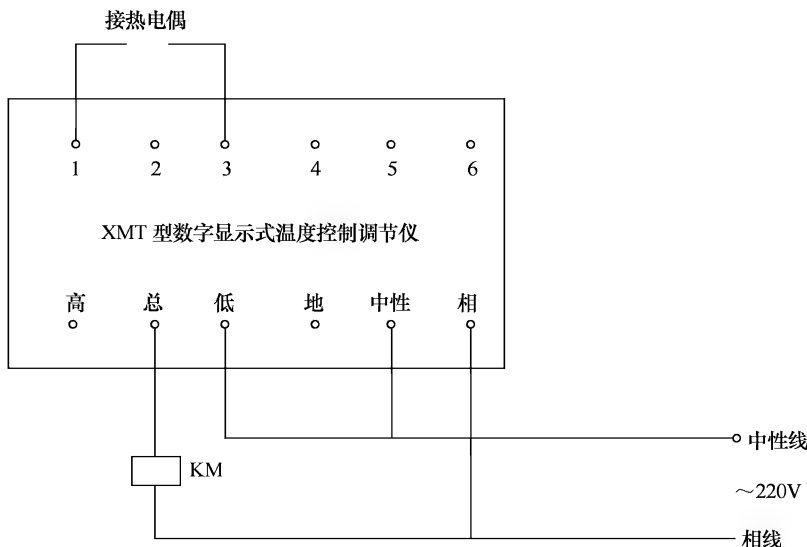 接热电偶
1 2 3 4 5 6
XMT 型数字显示式温度控制调节仪
高 总 低 地 中性 相
中性线
KM
～220V
相线